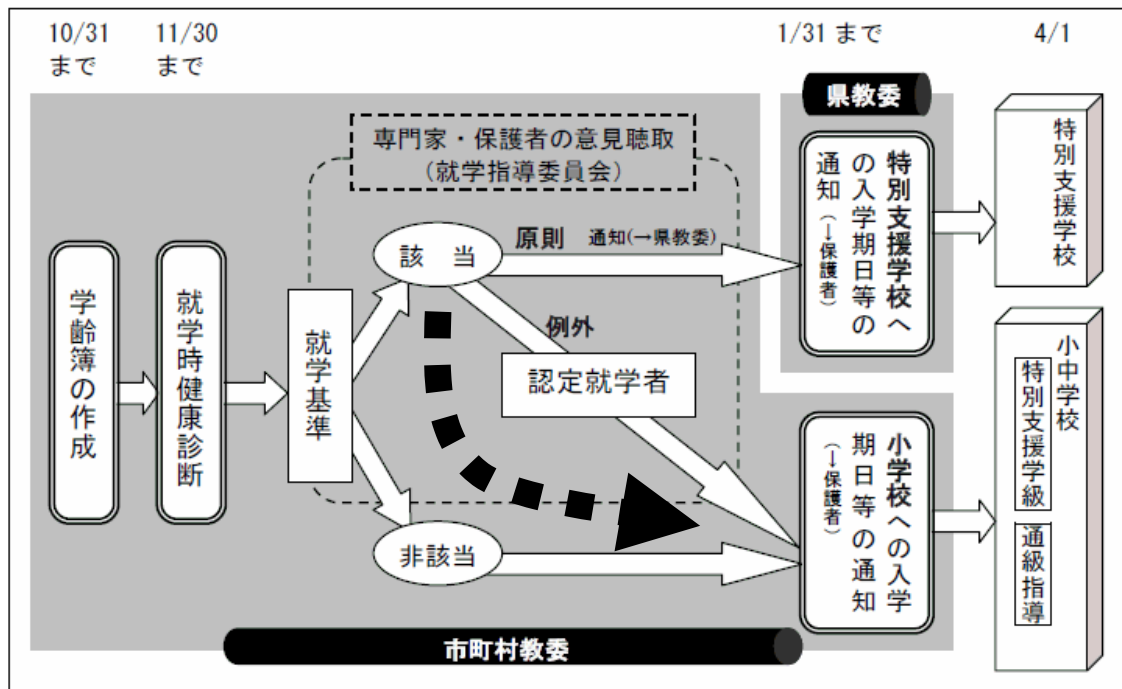 10/31
まで
11/30
まで
1/31 まで
4/1
専門家・保護者の意見聴取
(就学指導委員会)
学齢簿の作成
就学時健康診断
就学基準
該　当
原則　通知(→県教委)
例外
認定就学者
非該当
市町村教委
県教委
特別支援学校へ
の入学期日等の
通知(→保護者)
小学校への入学
期日等の通知
(→保護者)
特別支援学校
小中学校
特別支援学級
通級指導